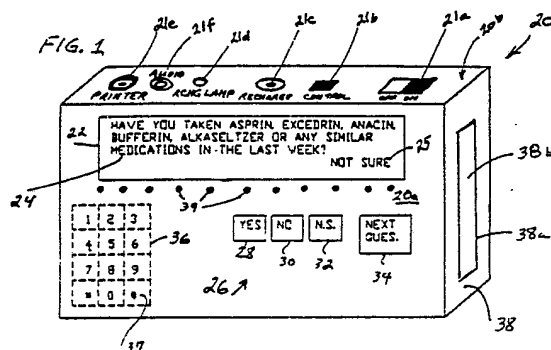 21e
21f
21d
21c
21b
21a
20
FIG. 1
PRINTER
AUDIO
RCHG LAMP
RECHARGE
CONTROL
OFF ON
22
HAVE YOU TAKEN ASPRIN, EXCEDRIN, ANACIN,
BUFFERIN, ALKASELTZER OR ANY SIMILAR
MEDICATIONS IN THE LAST WEEK?
NOT SURE
25
24
39
20a
38b
38a
1 2 3
4 5 6
7 8 9
* 0 #
36
YES
NO
N.S.
NEXT
QUES.
28
30
32
34
26
38
37